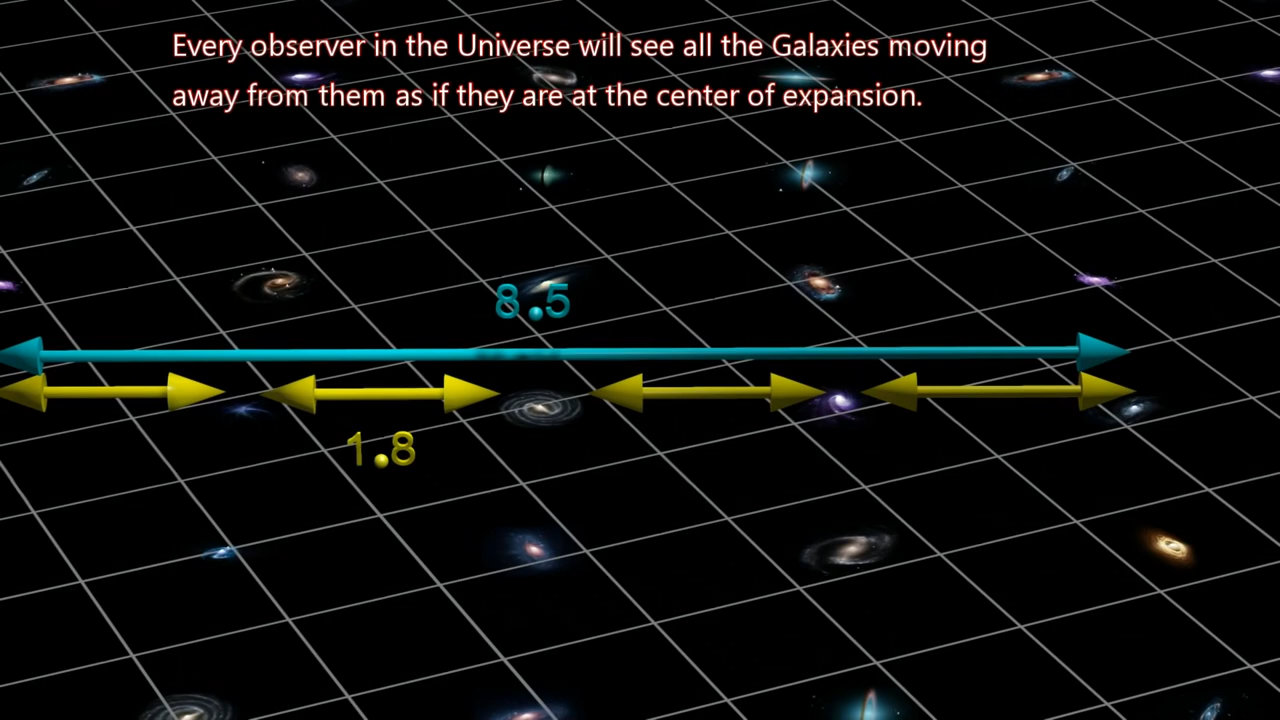 Every observer in the Universe will see all the Galaxies moving
away from them as if they are at the center of expansion.
8.5
1.8